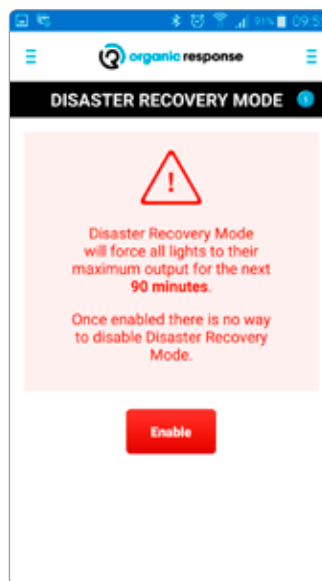 91% 09:5
organic response
DISASTER RECOVERY MODE
!
Disaster Recovery Mode
will force all lights to their
maximum output for the next
90 minutes.
Once enabled there is no way
to disable Disaster Recovery
Mode.
Enable